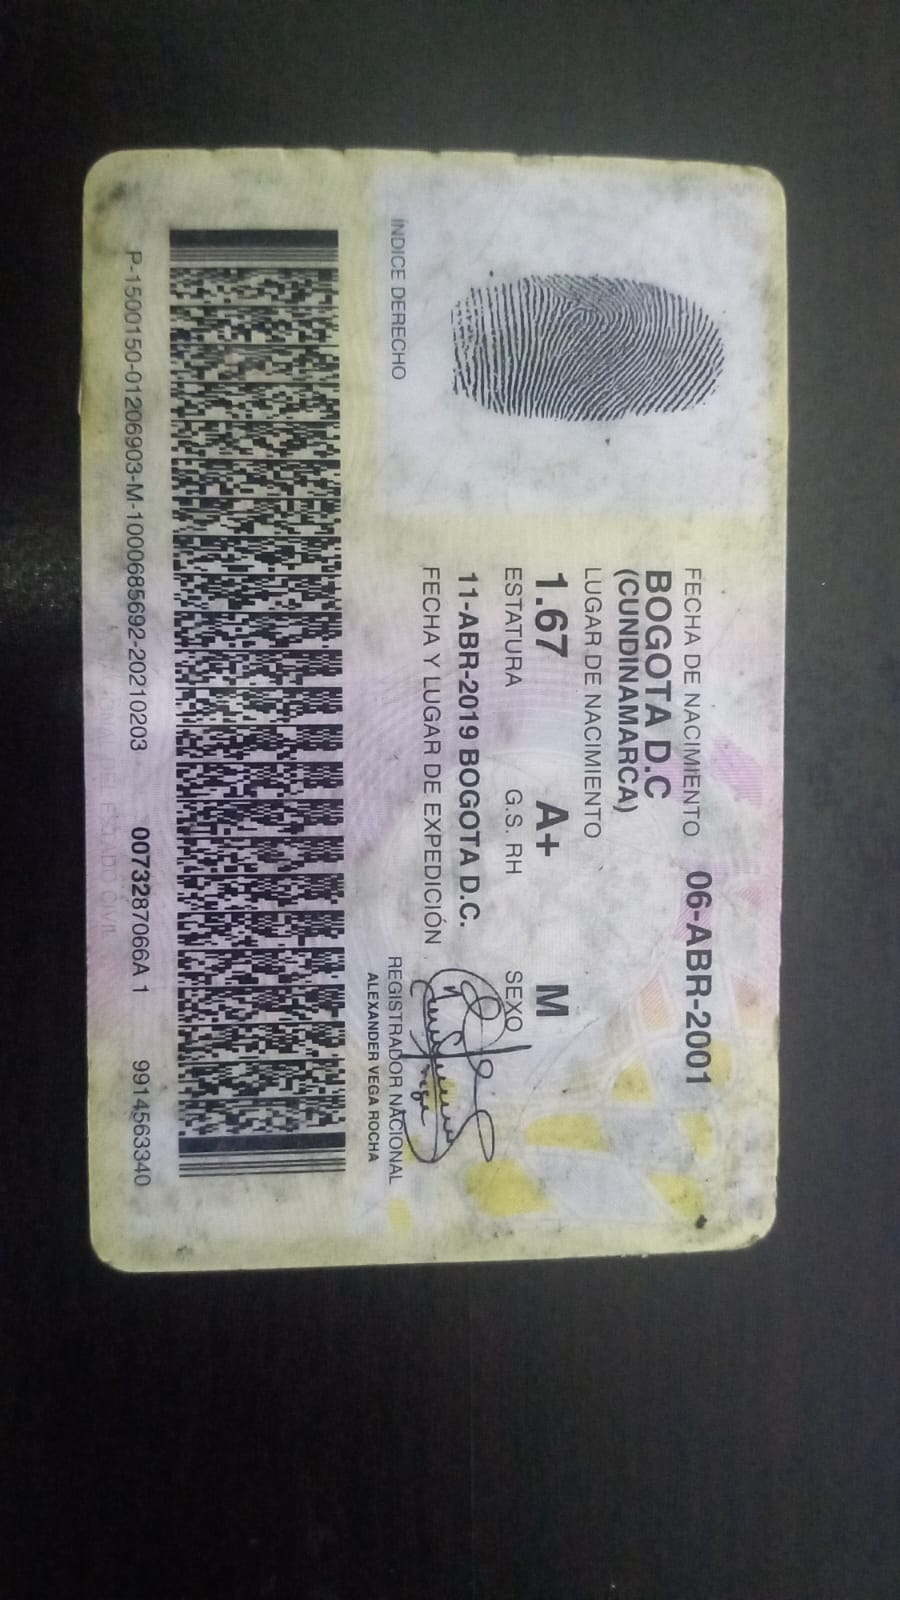 FECHA DE NACIMIENTO 06-ABR-2001
BOGOTA D.C
(CUNDINAMARCA)
LUGAR DE NACIMIENTO
1.67 A+ M
ESTATURA G.S. RH SEXO
11-ABR-2019 BOGOTA D.C.
FECHA Y LUGAR DE EXPEDICIÓN
INDICE DERECHO
REGISTRADOR NACIONAL
ALEXANDER VEGA ROCHA
P-1500150-01206903-M-1000685692-20210203 0073287066A 1 9914563340
DEL ESTADO CIVIL